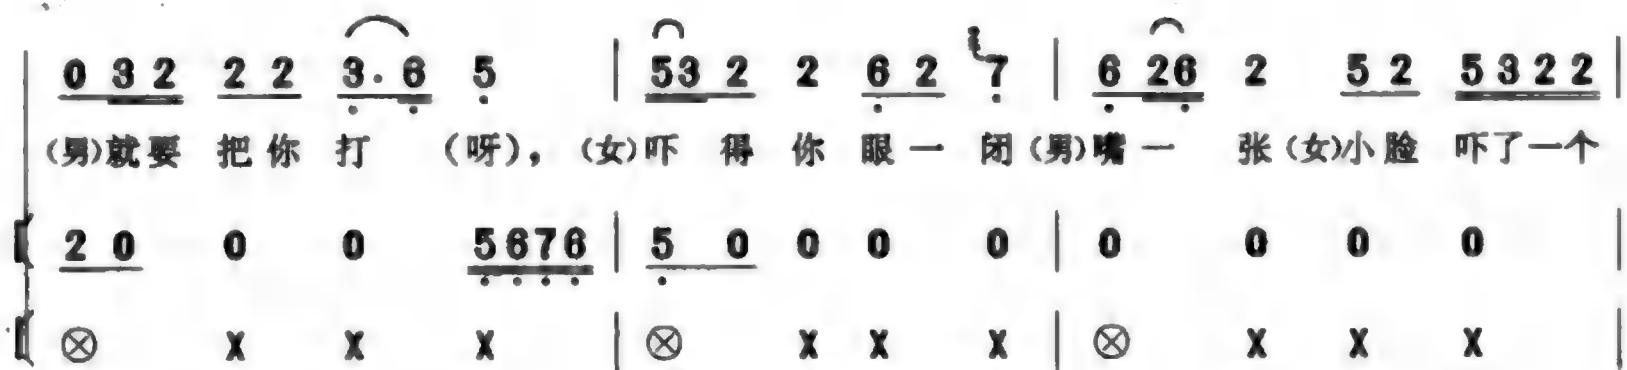 0 3 2 2 2 3·6 5 | 53 2 2 6 2 7 | 6 26 2 5 2 5322 |
(男)就要 把你 打 (呀), (女)吓 得 你 眼一 闭(男)嘴一 张(女)小脸 吓了一个
2 0 0 0 5676 | 5 0 0 0 0 | 0 0 0 0 |
⊗ X X X | ⊗ X X X | ⊗ X X X |